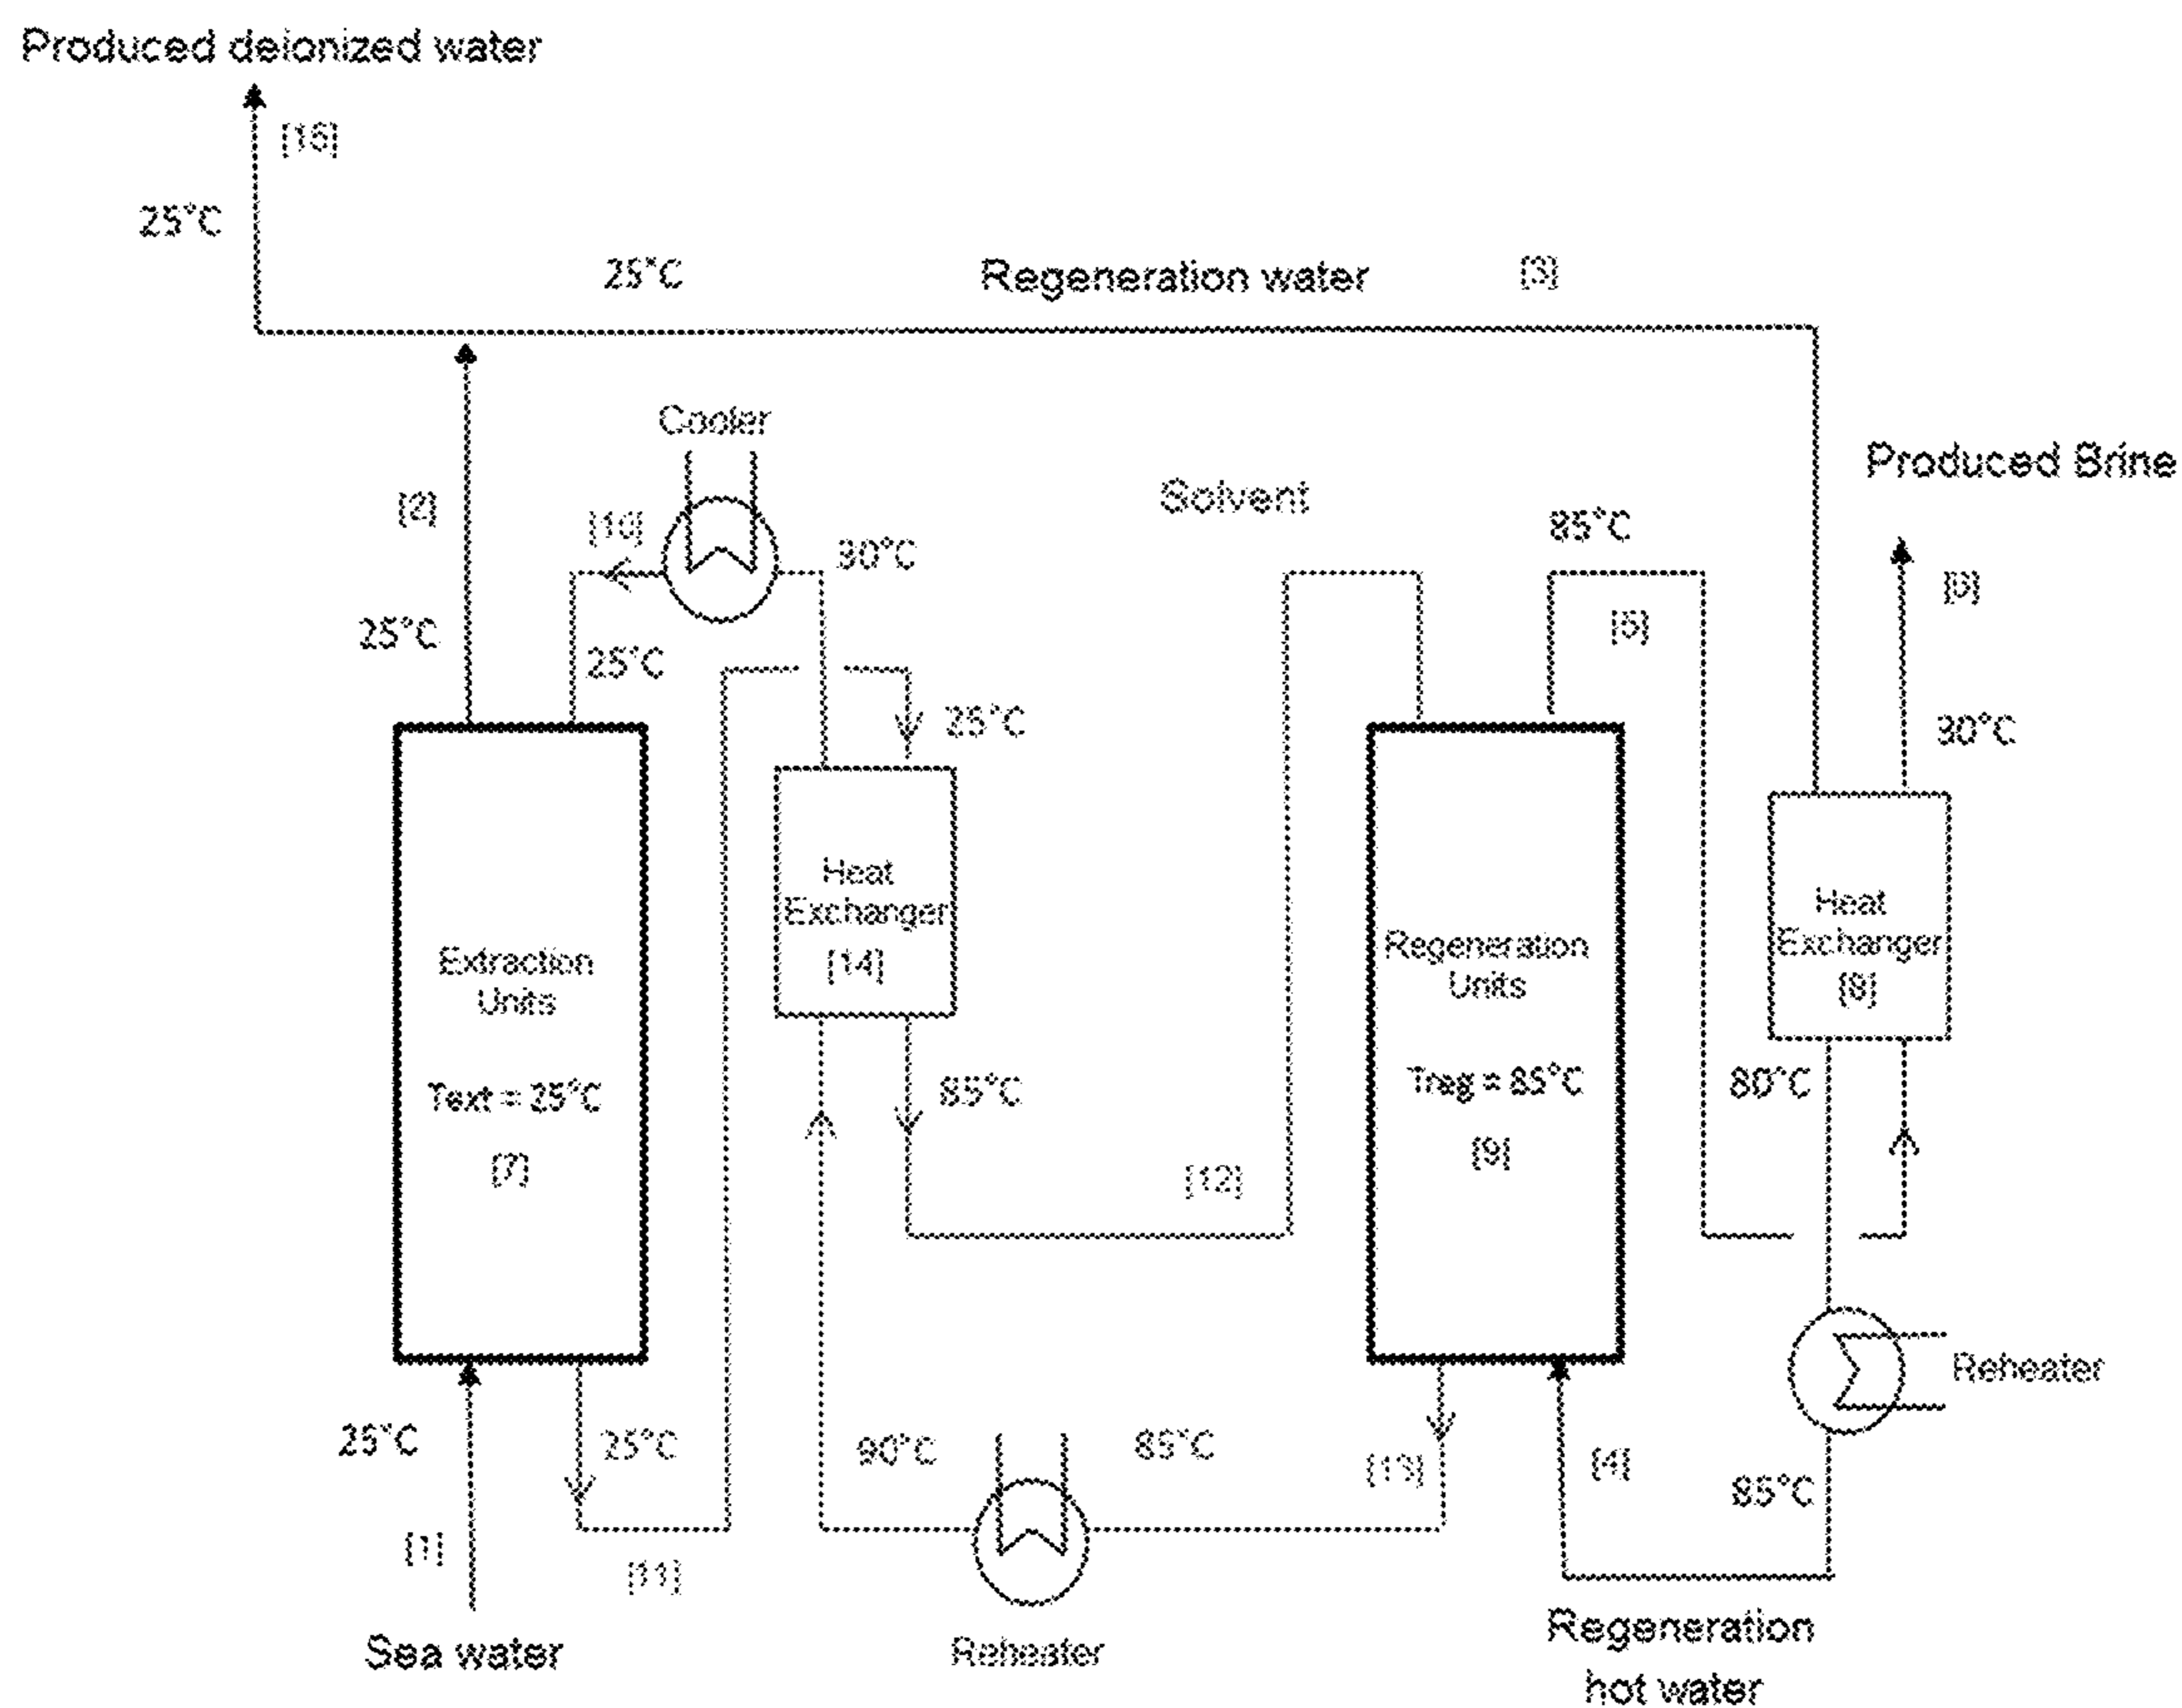 Produced deionized water
25°C
25°C
Regeneration water
[3]
Cooler
Produced Brine
[2]
Solvent
85°C
[10]
30°C
[5]
25°C
25°C
25°C
30°C
Heat
Exchanger
[14]
Heat
Exchanger
[8]
Extraction
Units
Text = 25°C
[7]
Regeneration
Units
Treg = 85°C
[9]
85°C
80°C
[12]
Reheater
25°C
25°C
90°C
85°C
[13]
[4]
85°C
[1]
[11]
Sea water
Reheater
Regeneration
hot water